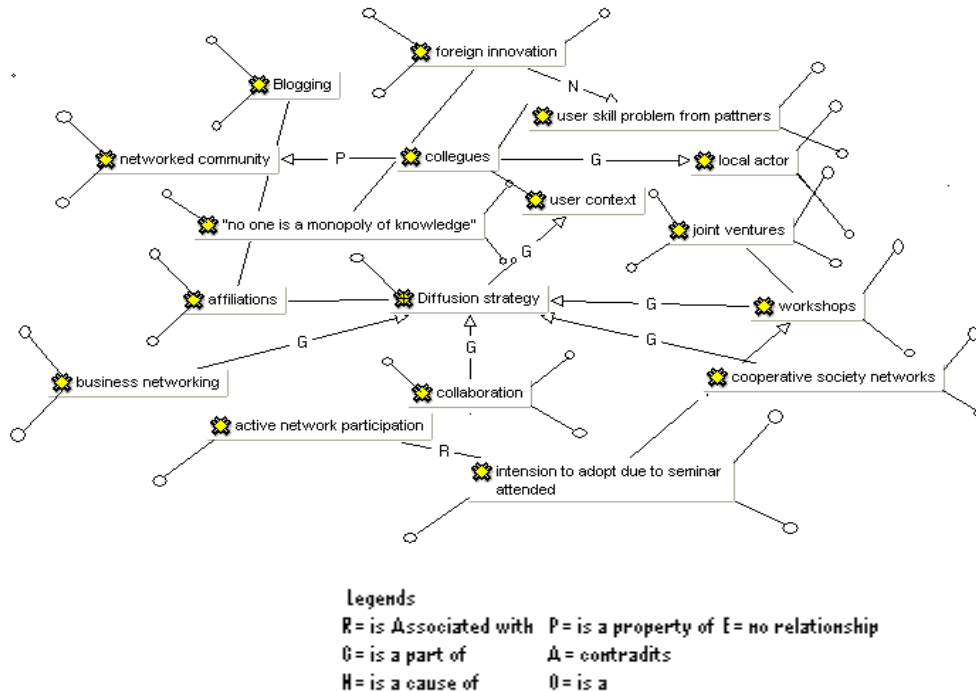 foreign innovation
Blogging
N
user skill problem from pattners
networked community
P
collegues
G
local actor
user context
"no one is a monopoly of knowledge"
joint ventures
G
affiliations
Diffusion strategy
G
workshops
G
G
G
business networking
collaboration
cooperative society networks
active network participation
R
intension to adopt due to seminar
attended
Legends
R = is Associated with P = is a property of E = no relationship
G = is a part of A = contradits
N = is a cause of O = is a